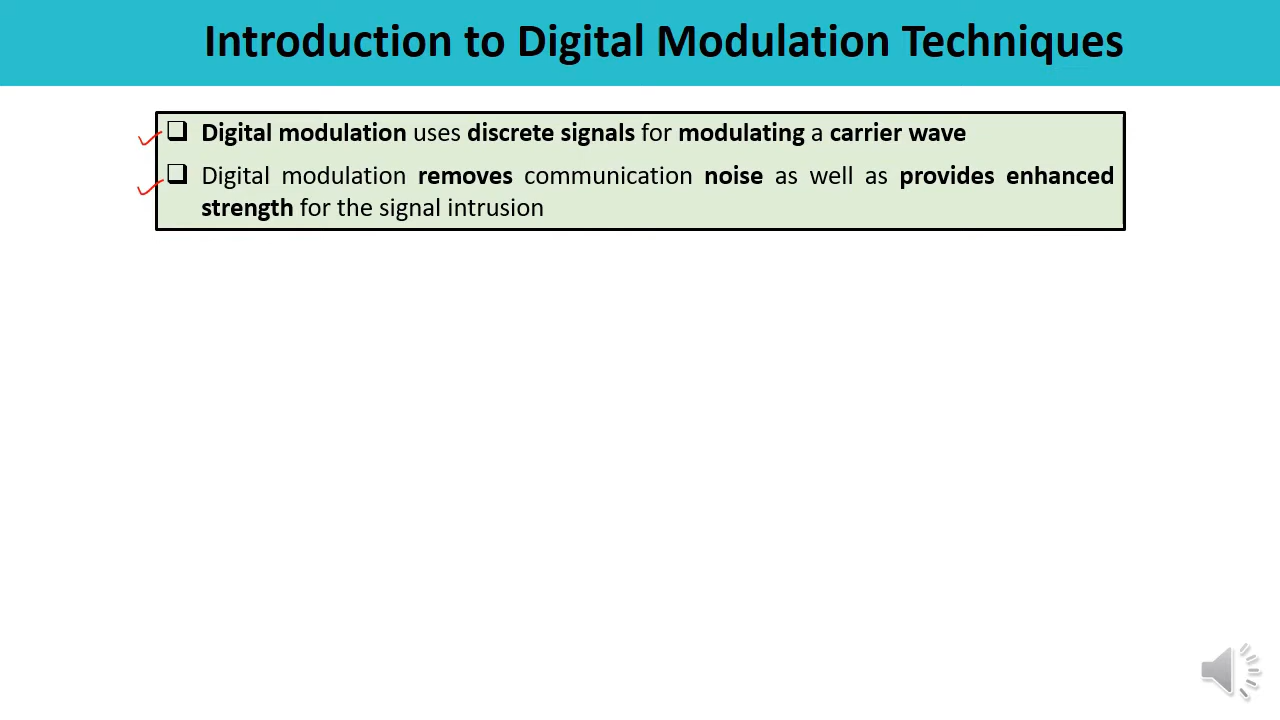 Introduction to Digital Modulation Techniques
Digital modulation uses discrete signals for modulating a carrier wave
Digital modulation removes communication noise as well as provides enhanced
strength for the signal intrusion